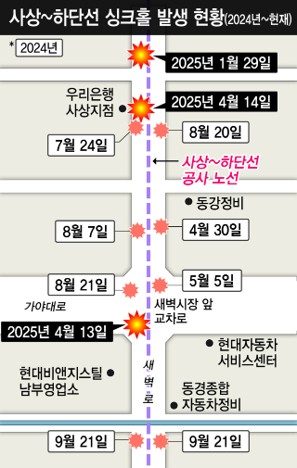 사상~하단선 싱크홀 발생 현황(2024년~현재)
*2024년
2025년 1월 29일
우리은행
사상지점
2025년 4월 14일
7월 24일
8월 20일
사상~하단선
공사 노선
동강정비
8월 7일
4월 30일
8월 21일
5월 5일
가야대로
새벽시장 앞
교차로
2025년 4월 13일
새벽로
현대자동차
서비스센터
현대비앤지스틸
남부영업소
동경종합
자동차정비
9월 21일
9월 21일